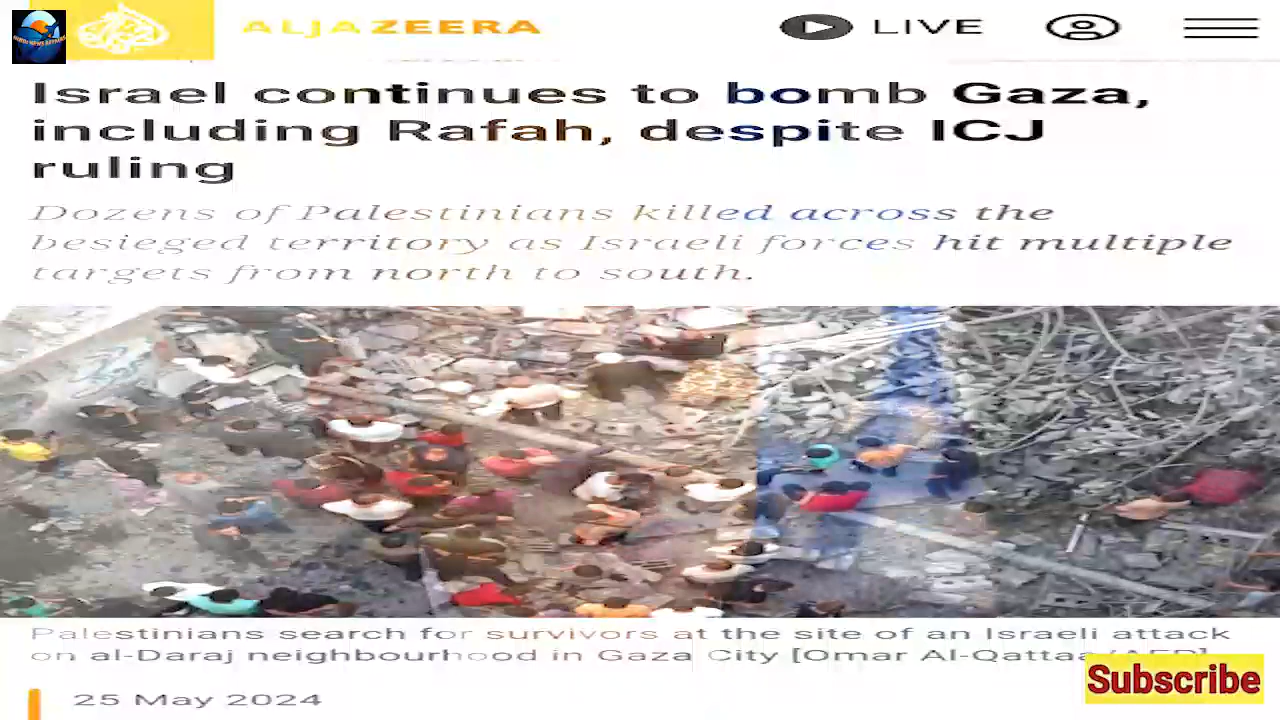 ALJAZEERA
LIVE
Israel continues to bomb Gaza,
including Rafah, despite ICJ
ruling
Dozens of Palestinians killed across the
besieged territory as Israeli forces hit multiple
targets from north to south.
Palestinians search for survivors at the site of an Israeli attack
on al-Daraj neighbourhood in Gaza City [Omar Al-Qattaa/AFP]
Subscribe
25 May 2024